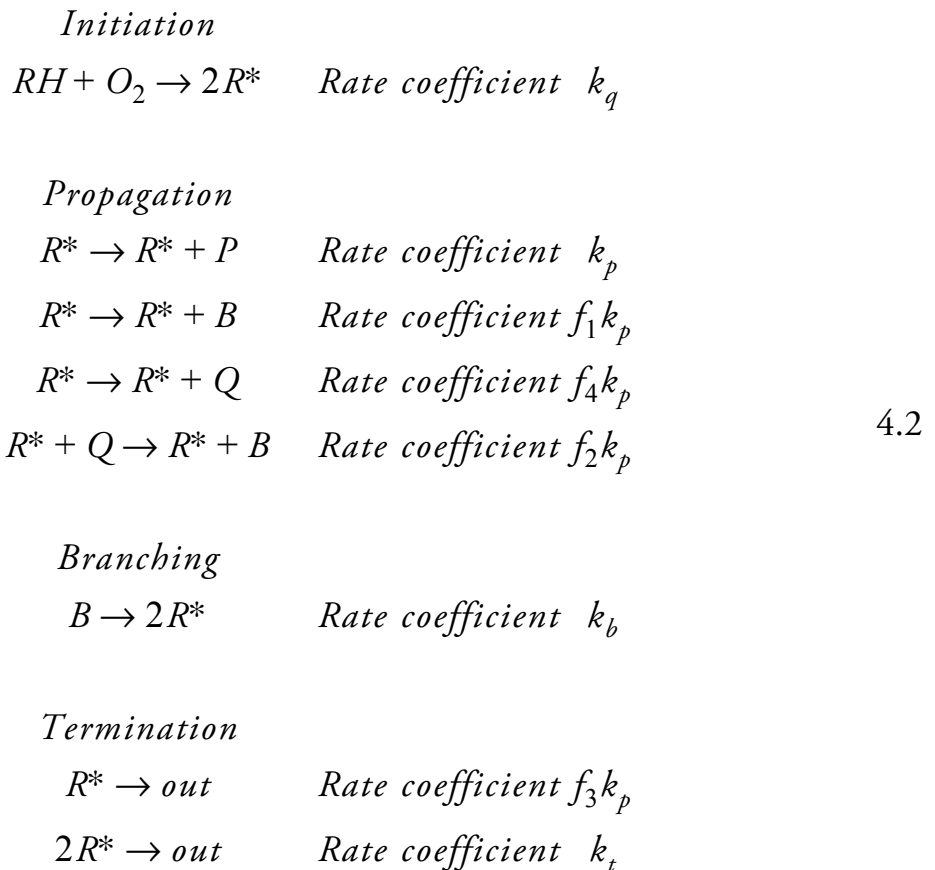 Initiation
RH + O₂ → 2R* Rate coefficient k_q
Propagation
R* → R* + P Rate coefficient k_p
R* → R* + B Rate coefficient f₁k_p
R* → R* + Q Rate coefficient f₄k_p
R* + Q → R* + B Rate coefficient f₂k_p
4.2
Branching
B → 2R* Rate coefficient k_b
Termination
R* → out Rate coefficient f₃k_p
2R* → out Rate coefficient k_t